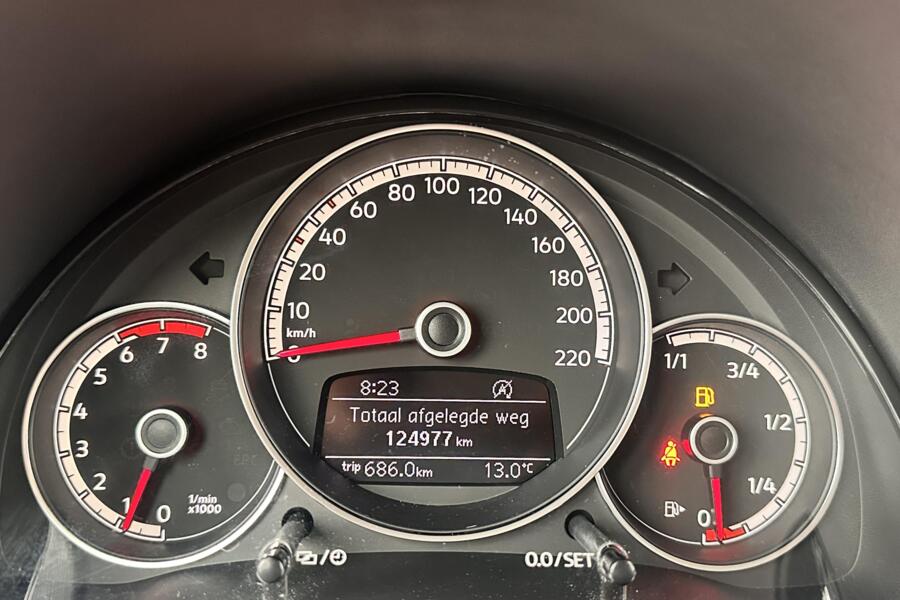 100
80 120
60 140
40 160
20 180
10 200
km/h
0 220
8:23
Totaal afgelegde weg
124977 km
trip 686.0 km 13.0 °C
6 7 8
5
4
3
2
1 0
1/min
x1000
1/1 3/4
1/2
1/4
0
0.0/SET